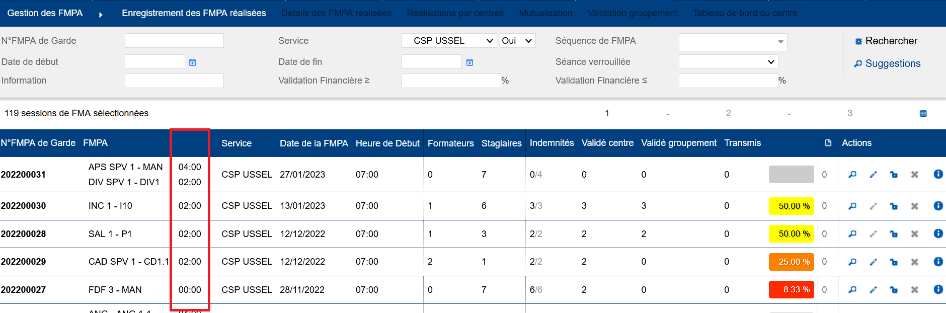 Gestion des FMPA Enregistrement des FMPA réalisées Détails des FMPA réalisées Réalisations par centres Mutualisation Validation groupement Tableau de bord du centre
N°FMPA de Garde Service CSP USSEL Oui Séquence de FMPA Rechercher
Date de début Date de fin Séance verrouillée Suggestions
Information Validation Financière ≥ % Validation Financière ≤ %
119 sessions de FMA sélectionnées 1 - 2 - 3
N°FMPA de Garde FMPA Service Date de la FMPA Heure de Début Formateurs Stagiaires Indemnités Validé centre Validé groupement Transmis Actions
APS SPV 1 - MAN 04:00
202200031 CSP USSEL 27/01/2023 07:00 0 7 0/4 0 0 0 0
DIV SPV 1 - DIV1 02:00
202200030 INC 1 - I10 02:00 CSP USSEL 13/01/2023 07:00 1 6 3/3 3 3 0 50.00 % 0
202200028 SAL 1 - P1 02:00 CSP USSEL 12/12/2022 07:00 1 3 2/2 2 2 0 50.00 % 0
202200029 CAD SPV 1 - CD1.1 02:00 CSP USSEL 12/12/2022 07:00 2 1 2/2 2 0 0 25.00 % 0
202200027 FDF 3 - MAN 00:00 CSP USSEL 28/11/2022 07:00 0 7 6/6 2 0 0 8.33 % 0